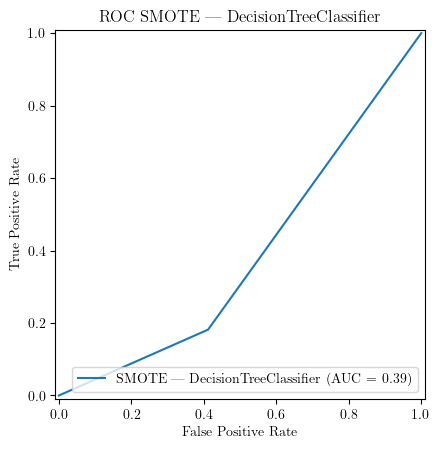 ROC SMOTE — DecisionTreeClassifier
1.0
0.8
0.6
0.4
0.2
0.0
True Positive Rate
SMOTE — DecisionTreeClassifier (AUC = 0.39)
0.0 0.2 0.4 0.6 0.8 1.0
False Positive Rate